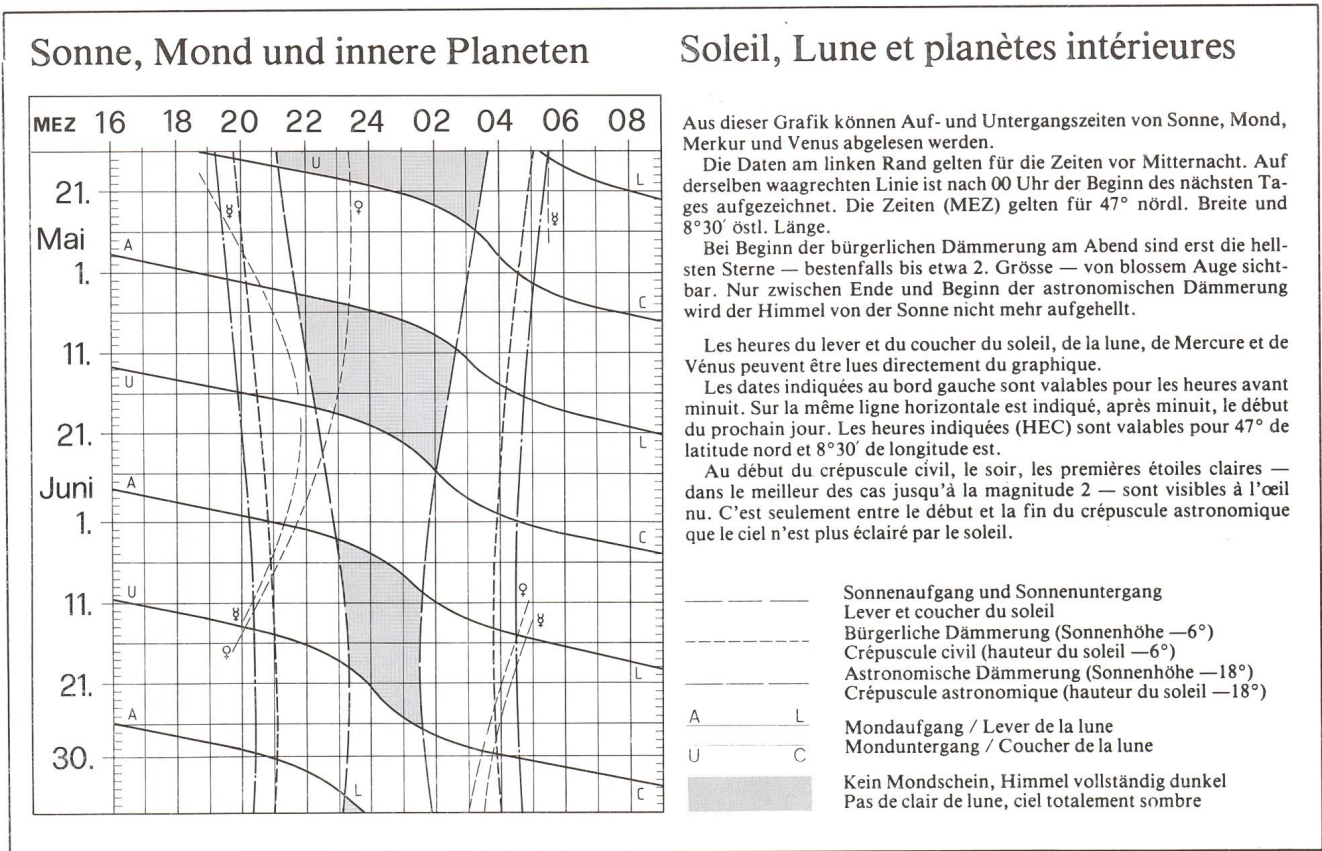 Sonne, Mond und innere Planeten
Soleil, Lune et planètes intérieures
MEZ 16 18 20 22 24 02 04 06 08
21.
Mai
1.
11.
21.
Juni
1.
11.
21.
30.
U
L
☿
♀
☿
A
C
U
L
A
C
U
☿
♀
♀
☿
L
A
L
C
Aus dieser Grafik können Auf- und Untergangszeiten von Sonne, Mond,
Merkur und Venus abgelesen werden.
Die Daten am linken Rand gelten für die Zeiten vor Mitternacht. Auf
derselben waagrechten Linie ist nach 00 Uhr der Beginn des nächsten Ta-
ges aufgezeichnet. Die Zeiten (MEZ) gelten für 47° nördl. Breite und
8°30′ östl. Länge.
Bei Beginn der bürgerlichen Dämmerung am Abend sind erst die hell-
sten Sterne — bestenfalls bis etwa 2. Grösse — von blossem Auge sicht-
bar. Nur zwischen Ende und Beginn der astronomischen Dämmerung
wird der Himmel von der Sonne nicht mehr aufgehellt.
Les heures du lever et du coucher du soleil, de la lune, de Mercure et de
Vénus peuvent être lues directement du graphique.
Les dates indiquées au bord gauche sont valables pour les heures avant
minuit. Sur la même ligne horizontale est indiqué, après minuit, le début
du prochain jour. Les heures indiquées (HEC) sont valables pour 47° de
latitude nord et 8°30′ de longitude est.
Au début du crépuscule civil, le soir, les premières étoiles claires —
dans le meilleur des cas jusqu'à la magnitude 2 — sont visibles à l'œil
nu. C'est seulement entre le début et la fin du crépuscule astronomique
que le ciel n'est plus éclairé par le soleil.
Sonnenaufgang und Sonnenuntergang
Lever et coucher du soleil
Bürgerliche Dämmerung (Sonnenhöhe —6°)
Crépuscule civil (hauteur du soleil —6°)
Astronomische Dämmerung (Sonnenhöhe —18°)
Crépuscule astronomique (hauteur du soleil —18°)
A L
Mondaufgang / Lever de la lune
U C
Monduntergang / Coucher de la lune
Kein Mondschein, Himmel vollständig dunkel
Pas de clair de lune, ciel totalement sombre